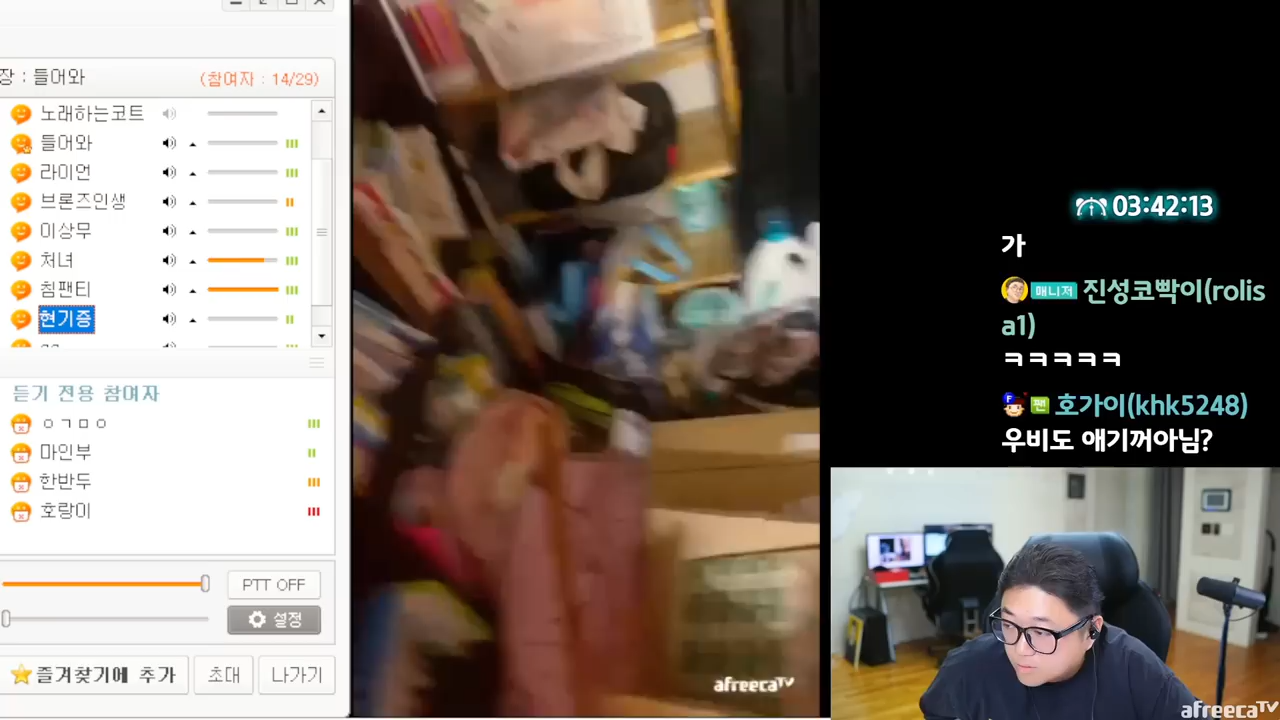 장 : 들어와
(참여자 : 14/29)
노래하는코트
들어와
라이언
브론즈인생
이상무
처녀
침팬티
현기증
듣기 전용 참여자
ㅇㄱㅁㅇ
마인부
한반두
호랑이
PTT OFF
설정
즐겨찾기에 추가
초대
나가기
afreecaTV
03:42:13
가
매니저 진성코빡이(rolis
a1)
ㅋㅋㅋㅋㅋ
F 팬 호가이(khk5248)
우비도 얘기꺼아님?
afreecaTV